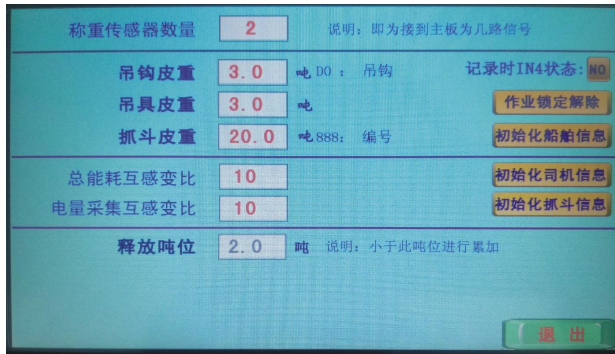 称重传感器数量 2 说明：即为接到主板为几路信号
吊钩皮重 3.0 吨 DO： 吊钩 记录时IN4状态：NO
吊具皮重 3.0 吨 作业锁定解除
抓斗皮重 20.0 吨 888： 编号 初始化船舶信息
总能耗互感变比 10 初始化司机信息
电量采集互感变比 10 初始化抓斗信息
释放吨位 2.0 吨 说明：小于此吨位进行累加
退出